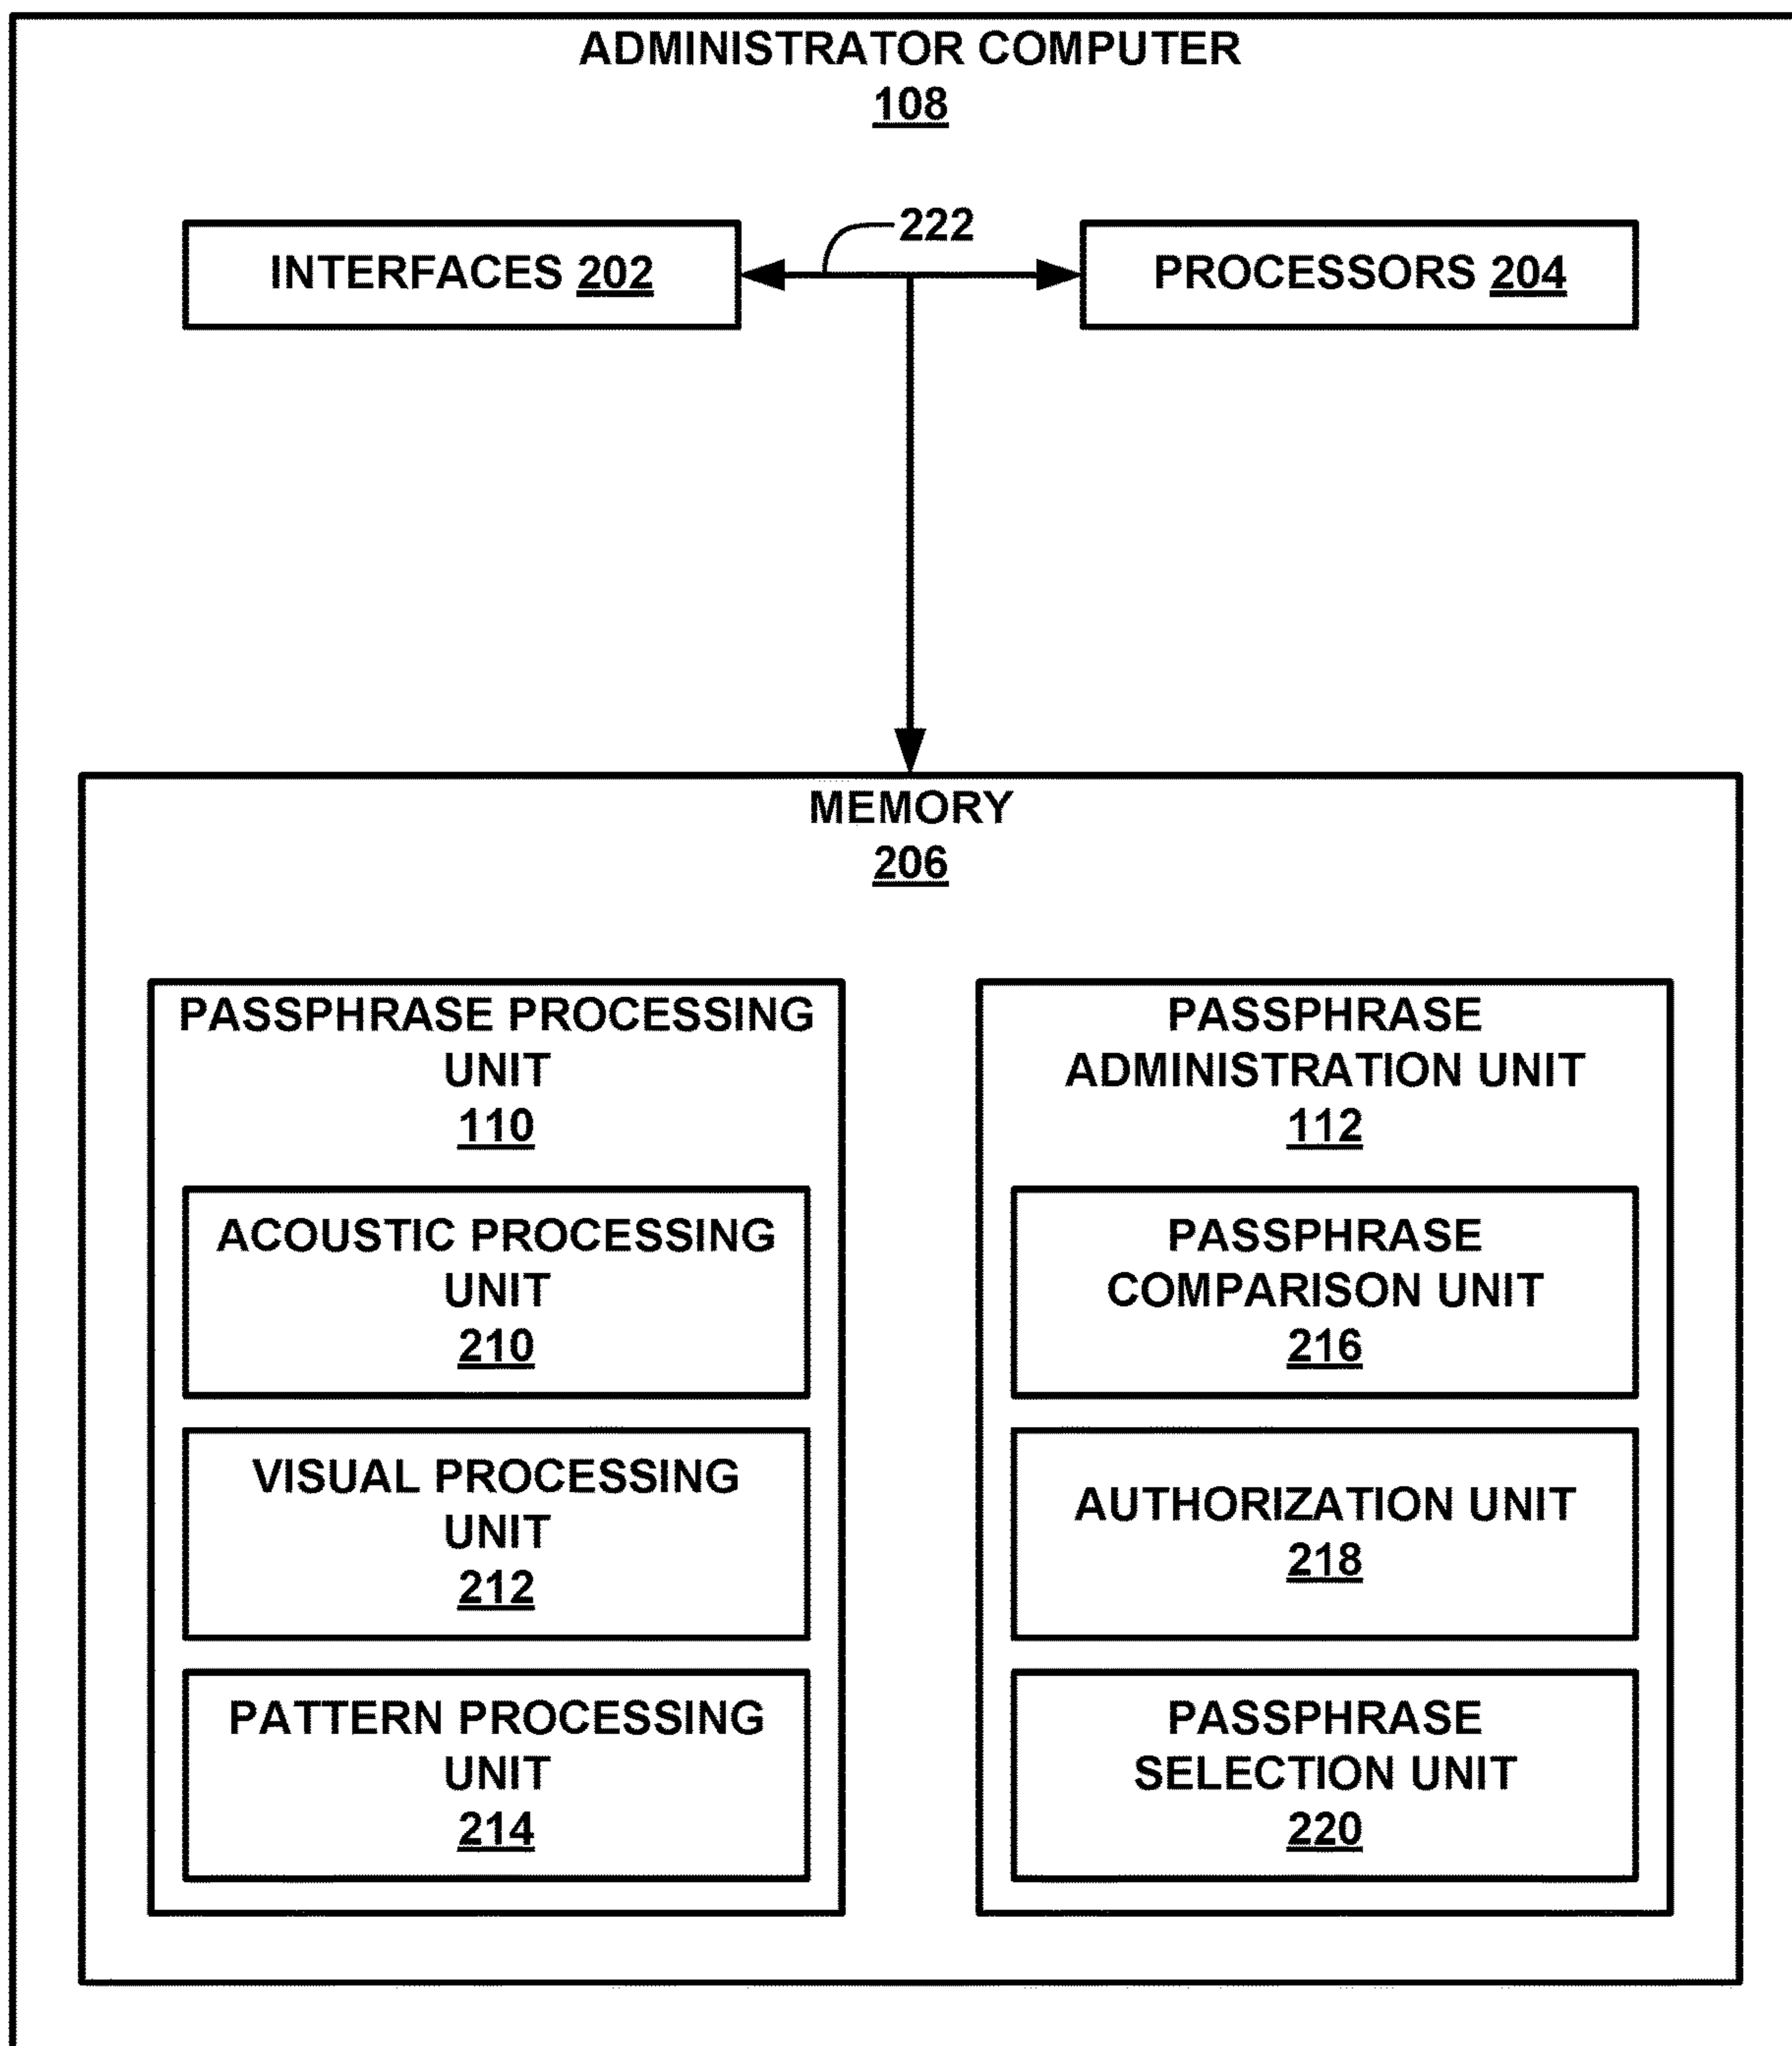 ADMINISTRATOR COMPUTER
108
222
INTERFACES 202
PROCESSORS 204
MEMORY
206
PASSPHRASE PROCESSING
UNIT
110
ACOUSTIC PROCESSING
UNIT
210
VISUAL PROCESSING
UNIT
212
PATTERN PROCESSING
UNIT
214
PASSPHRASE
ADMINISTRATION UNIT
112
PASSPHRASE
COMPARISON UNIT
216
AUTHORIZATION UNIT
218
PASSPHRASE
SELECTION UNIT
220